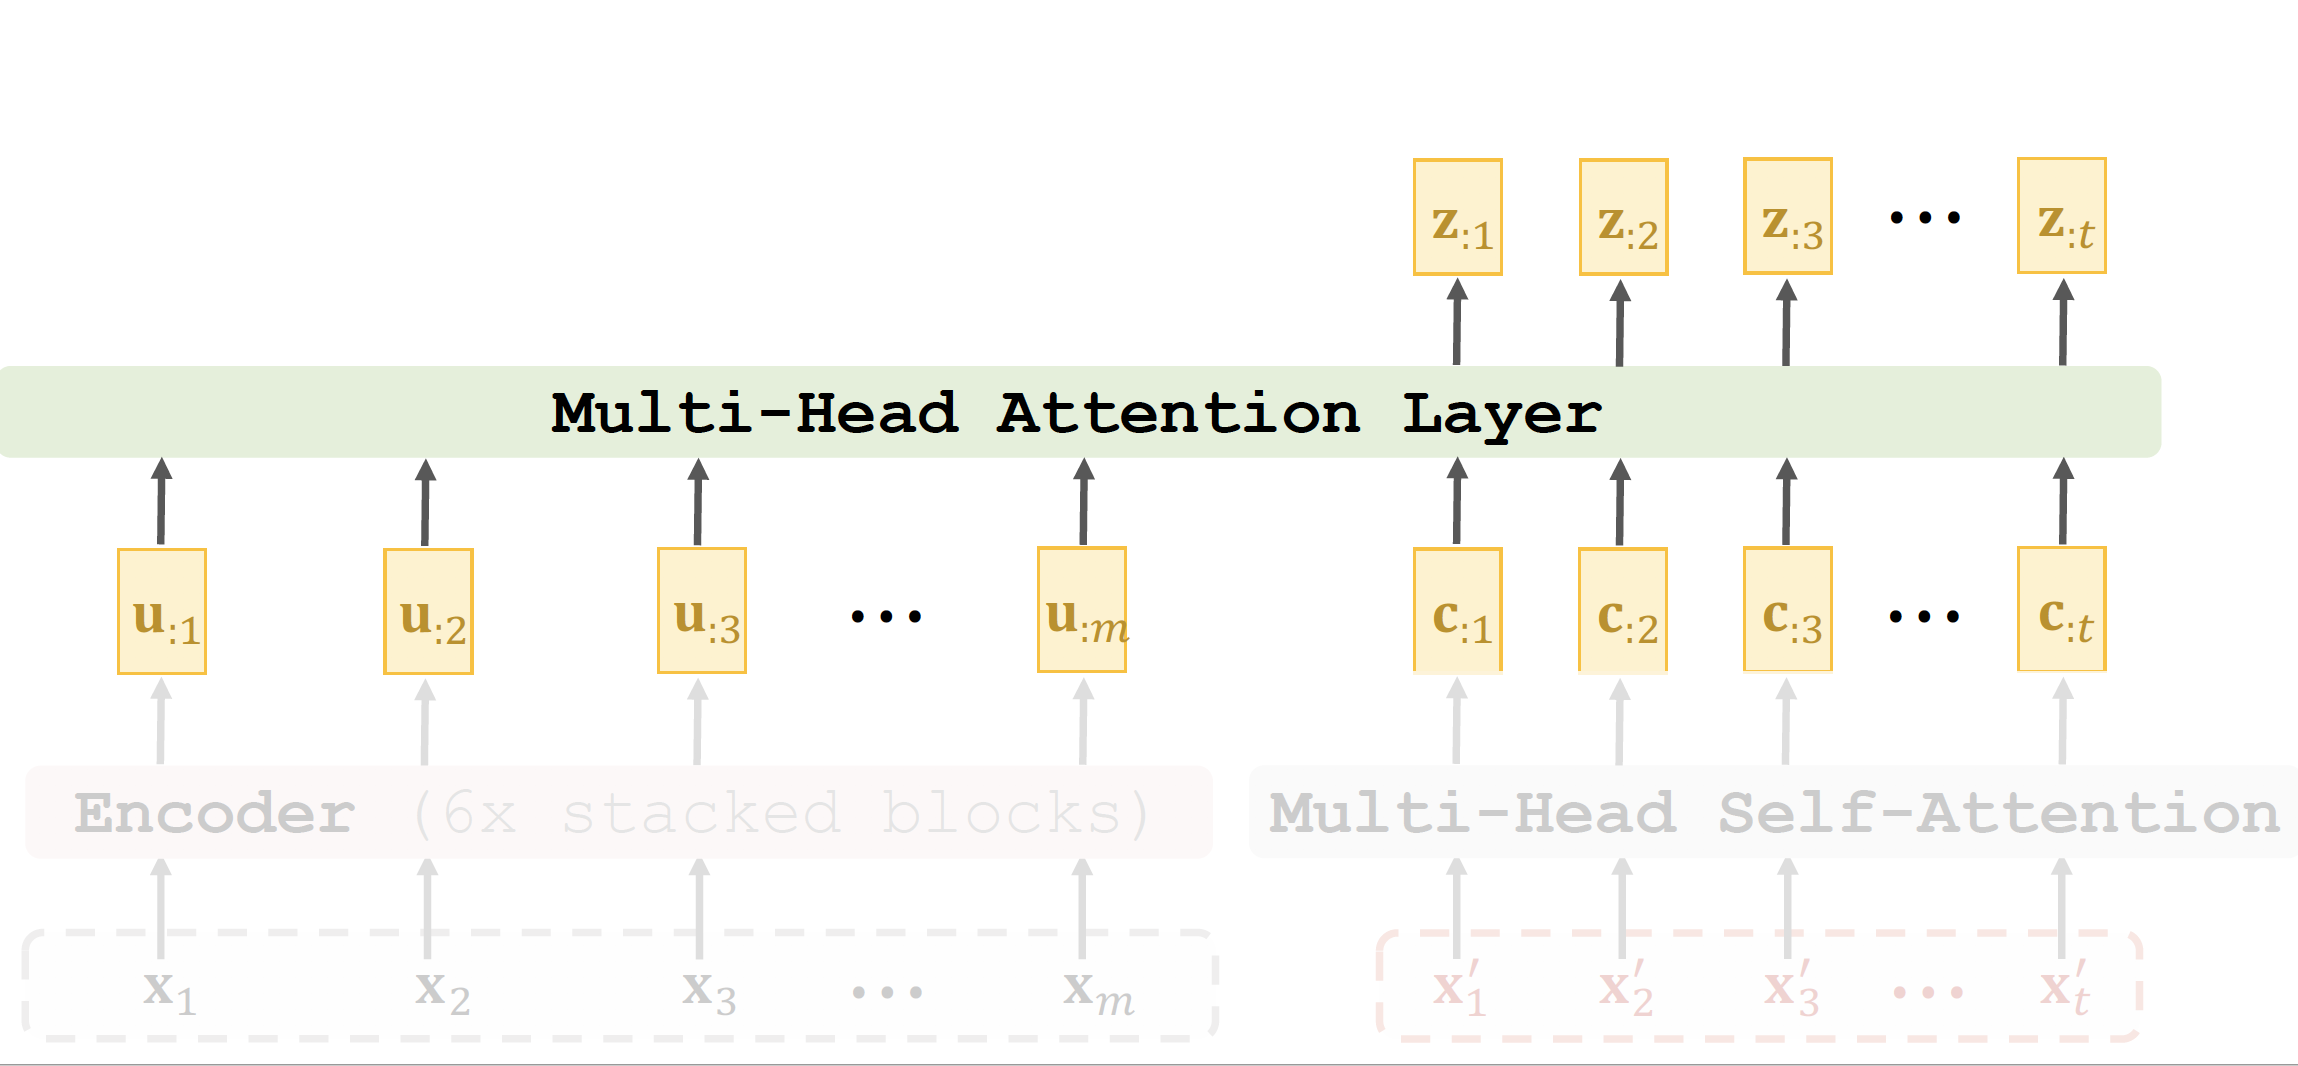 z:1 z:2 z:3 ··· z:t
Multi-Head Attention Layer
u:1 u:2 u:3 ··· u:m c:1 c:2 c:3 ··· c:t
Encoder (6x stacked blocks) Multi-Head Self-Attention
x1 x2 x3 ··· xm x′1 x′2 x′3 ··· x′t